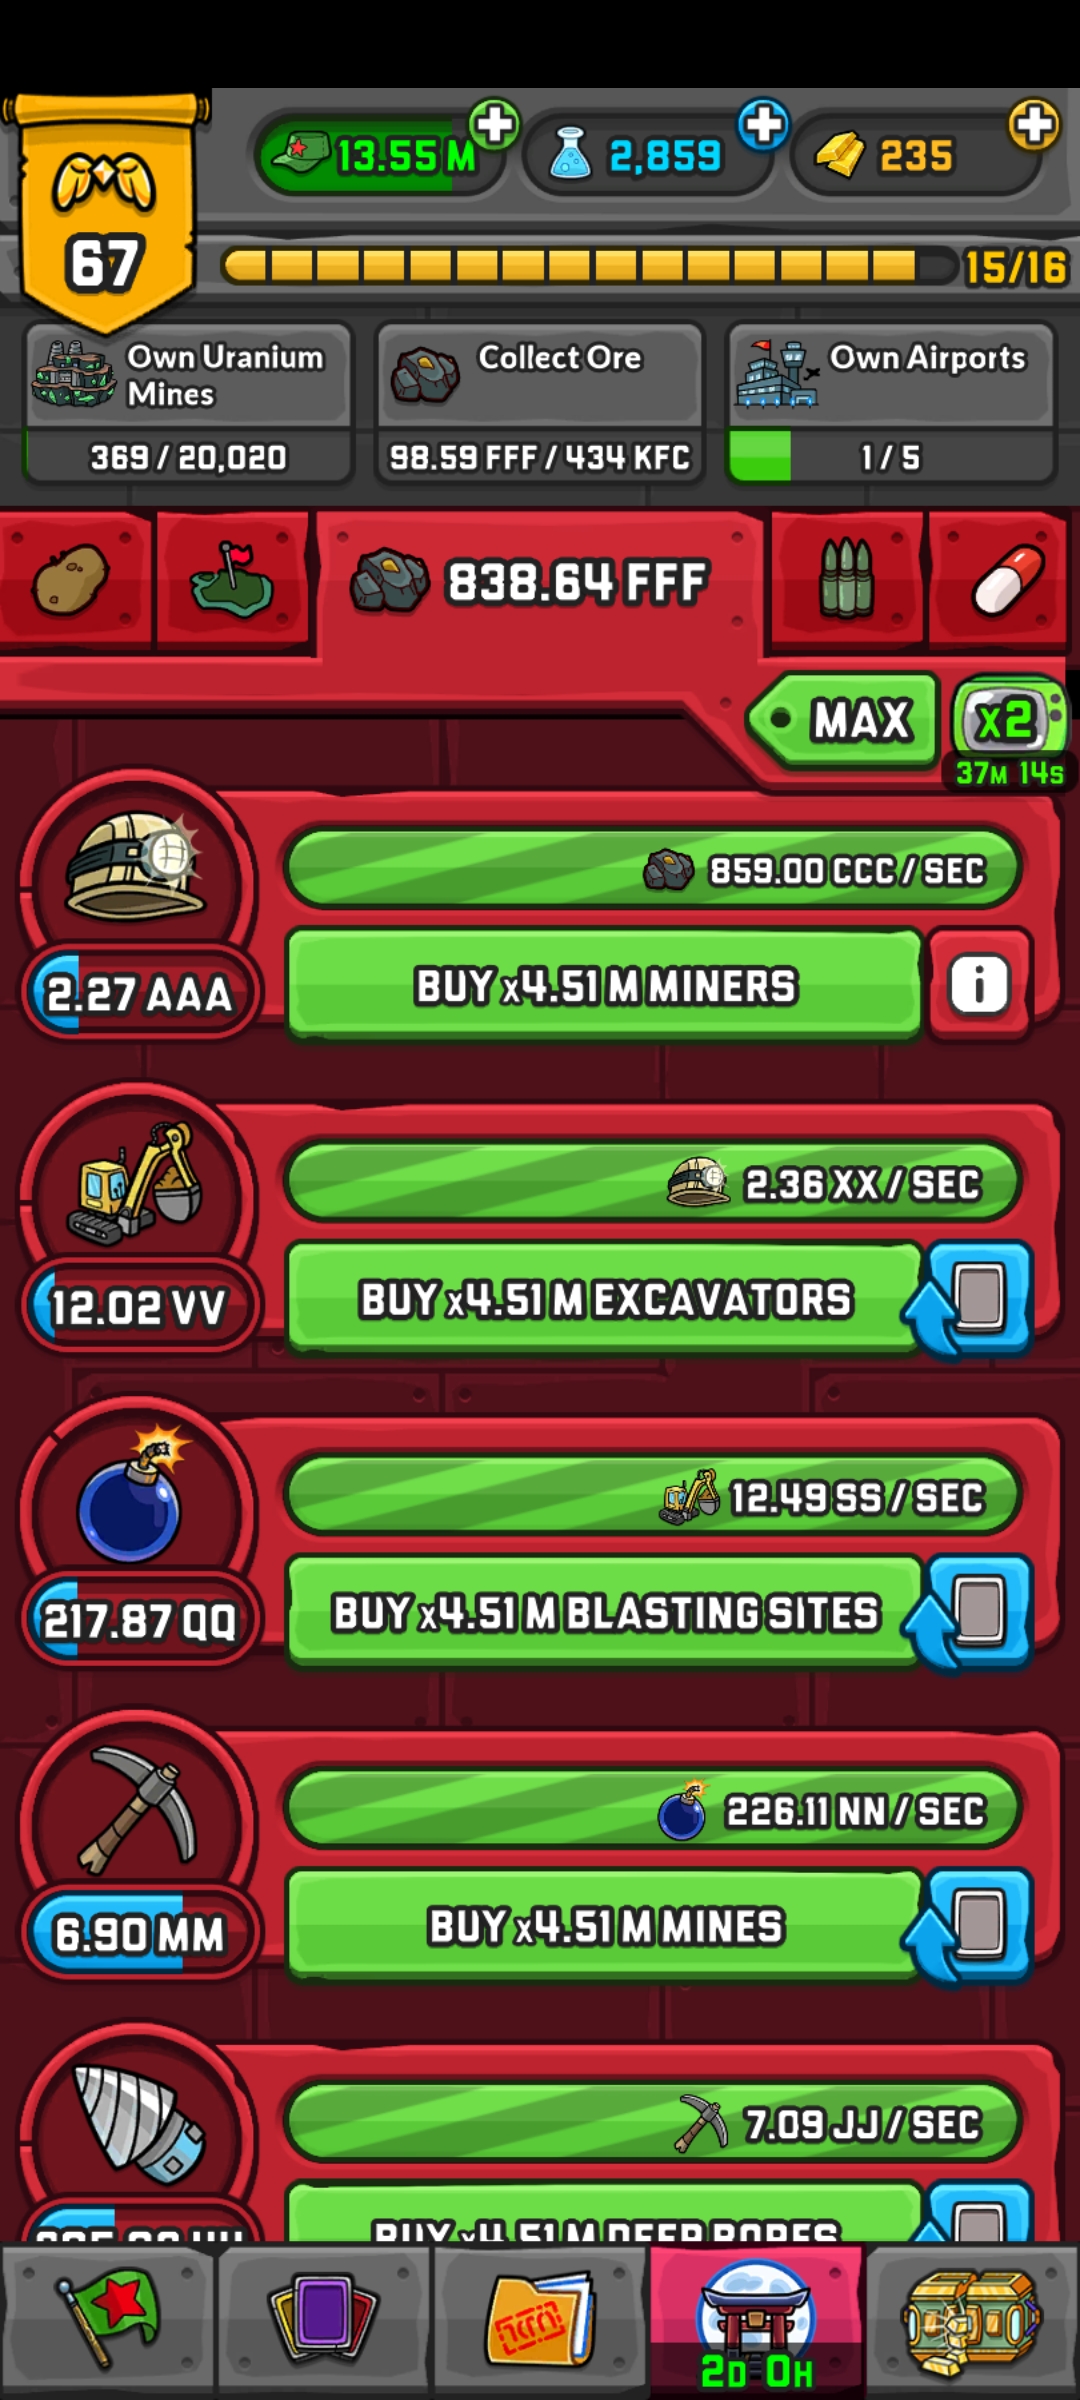 13.55 M
2,859
235
67
15/16
Own Uranium
Mines
Collect Ore
Own Airports
369 / 20,020
98.59 FFF / 434 KFC
1 / 5
838.64 FFF
MAX
x2
37M 14S
859.00 CCC / SEC
2.27 AAA
BUY x4.51 M MINERS
i
2.36 XX / SEC
12.02 VV
BUY x4.51 M EXCAVATORS
12.49 SS / SEC
217.87 QQ
BUY x4.51 M BLASTING SITES
226.11 NN / SEC
6.90 MM
BUY x4.51 M MINES
7.09 JJ / SEC
BUY x4.51 M DEEP BORES
2D 0H